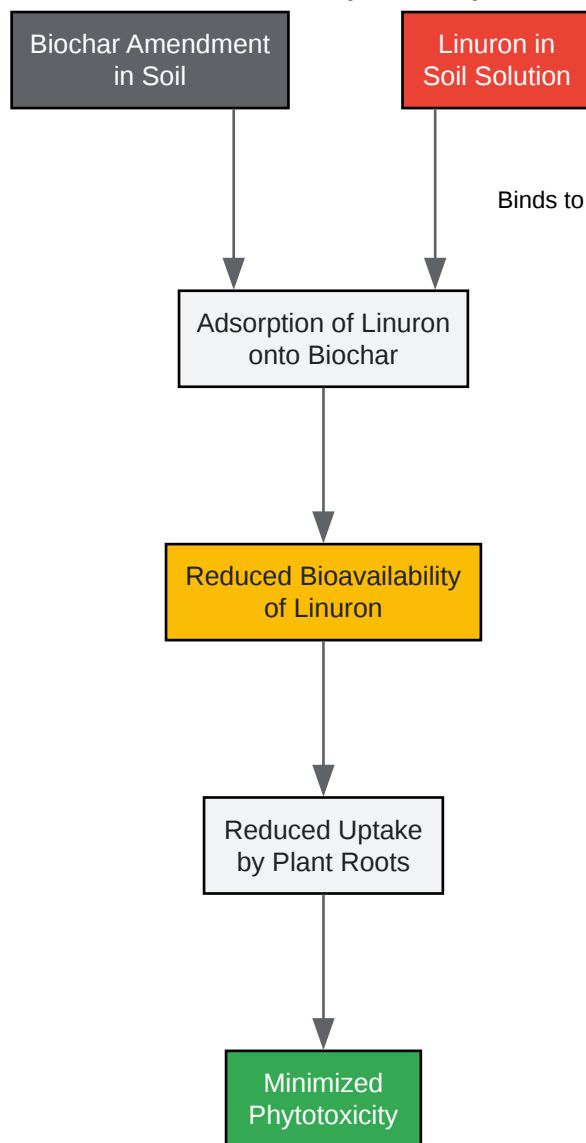 Biochar Amendment
in Soil
Linuron in
Soil Solution
Binds to
Adsorption of Linuron
onto Biochar
Reduced Bioavailability
of Linuron
Reduced Uptake
by Plant Roots
Minimized
Phytotoxicity